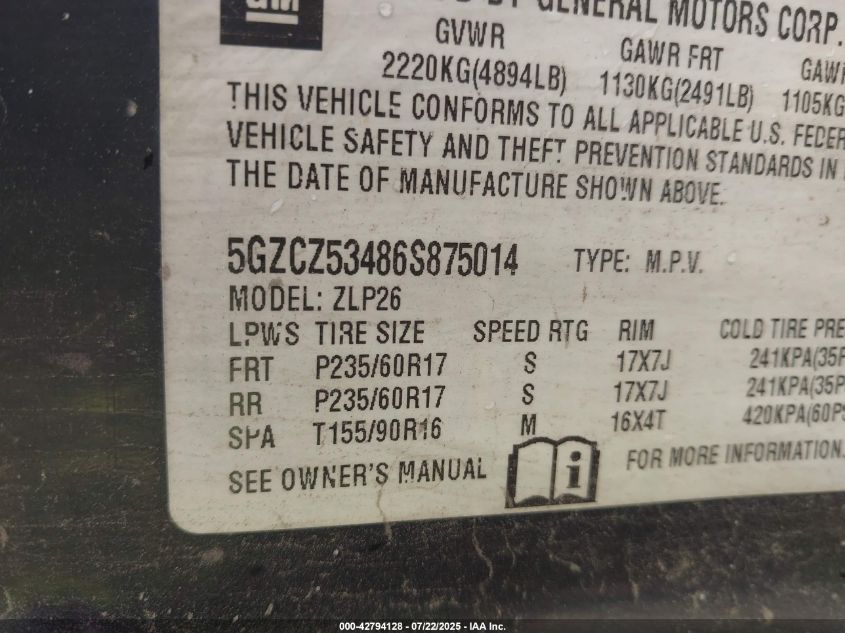 GM
BY GENERAL MOTORS CORP.
GVWR GAWR FRT
2220KG(4894LB) 1130KG(2491LB) 1105KG
THIS VEHICLE CONFORMS TO ALL APPLICABLE U.S.
VEHICLE SAFETY AND THEFT PREVENTION STANDARDS IN
THE DATE OF MANUFACTURE SHOWN ABOVE.
5GZCZ53486S875014 TYPE: M.P.V.
MODEL: ZLP26
LPWS TIRE SIZE SPEED RTG RIM COLD TIRE
FRT P235/60R17 S 17X7J 241KPA(35P
RR P235/60R17 S 17X7J 241KPA(35P
SPA T155/90R16 M 16X4T 420KPA(60PS
SEE OWNER'S MANUAL i FOR MORE INFORMATION.
000-42794128 - 07/22/2025 - IAA Inc.